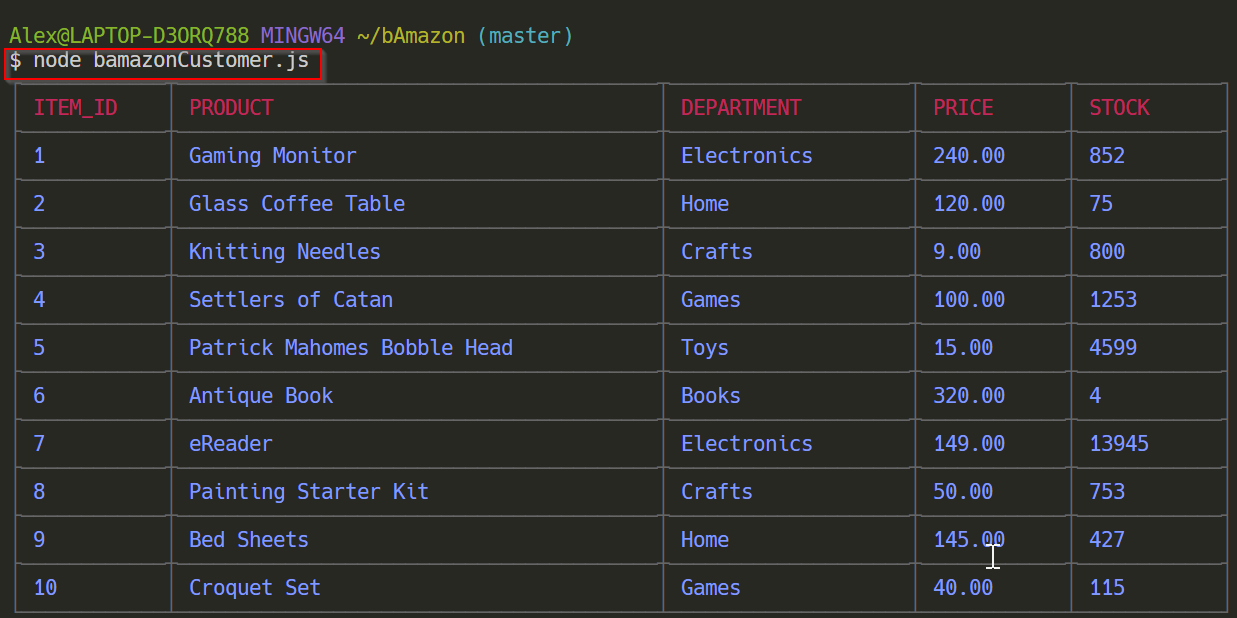 Alex@LAPTOP-D3ORQ788 MINGW64 ~/bAmazon (master)
$ node bamazonCustomer.js
ITEM_ID PRODUCT DEPARTMENT PRICE STOCK
1 Gaming Monitor Electronics 240.00 852
2 Glass Coffee Table Home 120.00 75
3 Knitting Needles Crafts 9.00 800
4 Settlers of Catan Games 100.00 1253
5 Patrick Mahomes Bobble Head Toys 15.00 4599
6 Antique Book Books 320.00 4
7 eReader Electronics 149.00 13945
8 Painting Starter Kit Crafts 50.00 753
9 Bed Sheets Home 145.00 427
10 Croquet Set Games 40.00 115